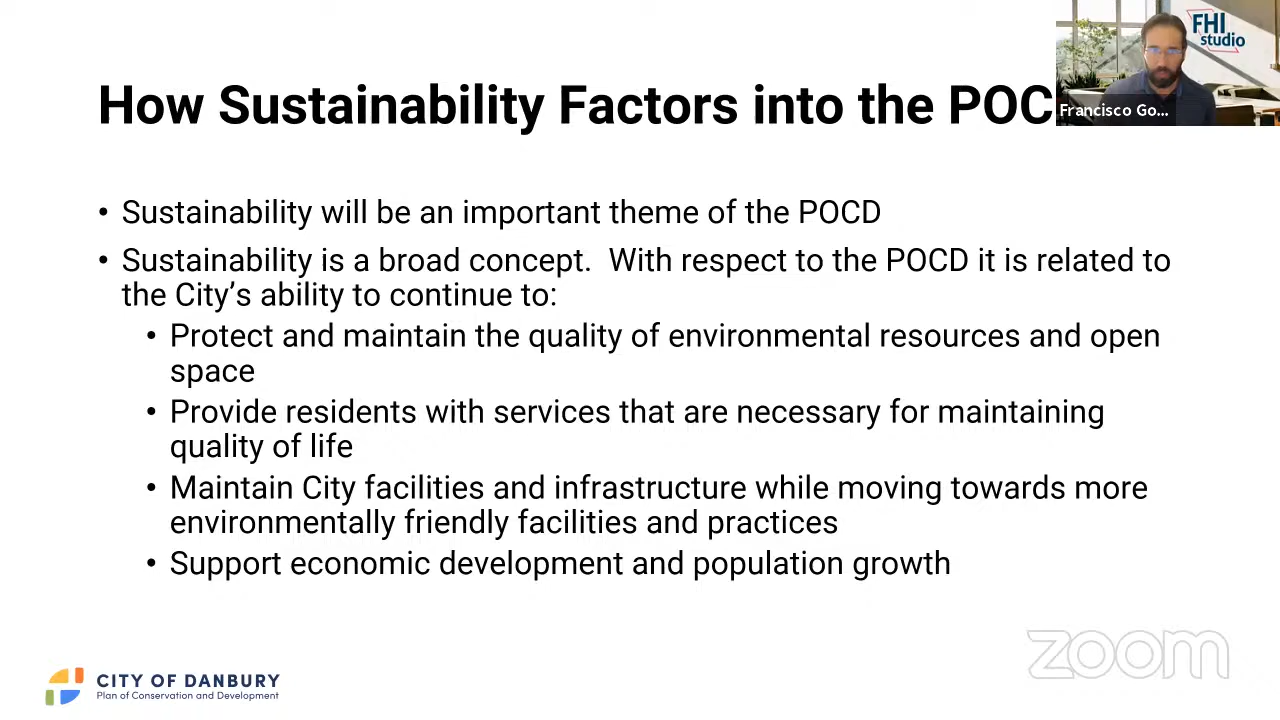 FHI
studio
Francisco Go...
How Sustainability Factors into the POC
• Sustainability will be an important theme of the POCD
• Sustainability is a broad concept.  With respect to the POCD it is related to
the City’s ability to continue to:
• Protect and maintain the quality of environmental resources and open
space
• Provide residents with services that are necessary for maintaining
quality of life
• Maintain City facilities and infrastructure while moving towards more
environmentally friendly facilities and practices
• Support economic development and population growth
zoom
CITY OF DANBURY
Plan of Conservation and Development